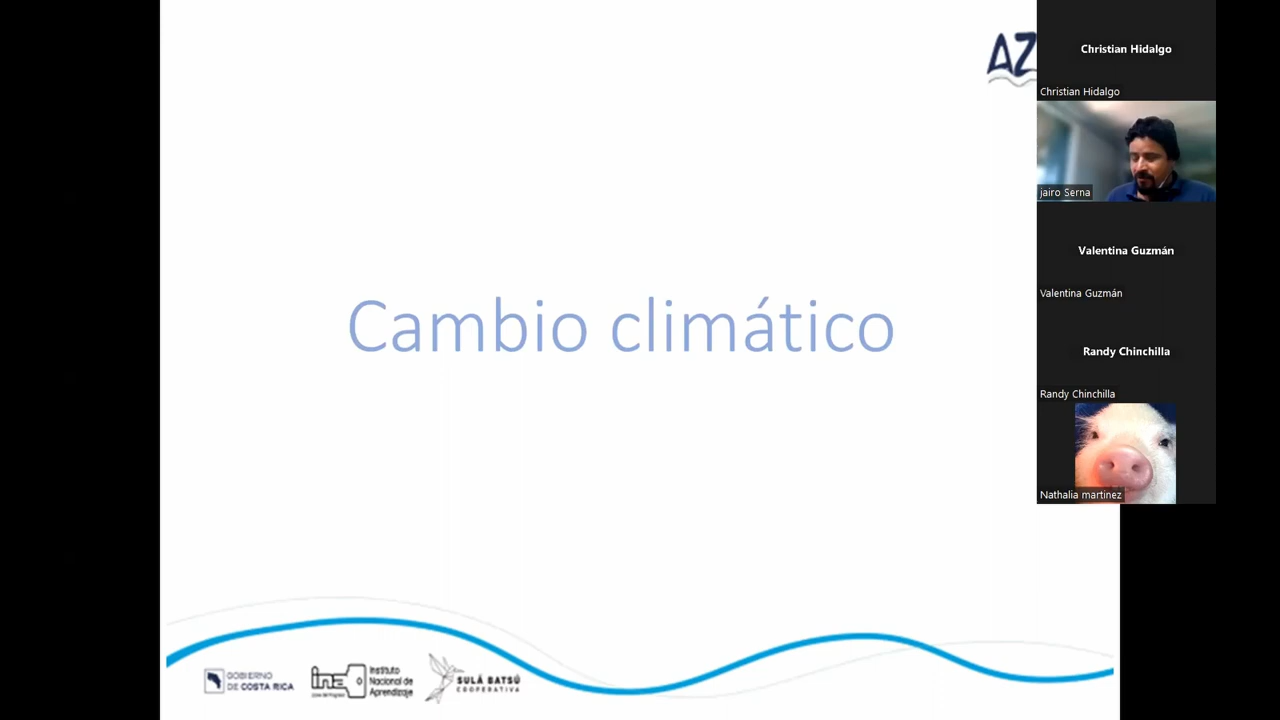 AZ
Christian Hidalgo
Christian Hidalgo
jairo Serna
Valentina Guzmán
Valentina Guzmán
Randy Chinchilla
Randy Chinchilla
Nathalia martinez
Cambio climático
GOBIERNO
DE COSTA RICA
ina
Instituto
Nacional de
Aprendizaje
SULÁ BATSÚ
COOPERATIVA